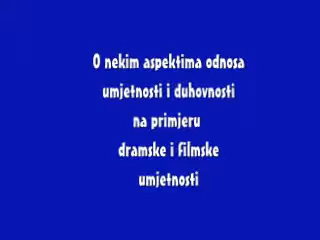 O nekim aspektima odnosa
umjetnosti i duhovnosti
na primjeru
dramske i filmske
umjetnosti